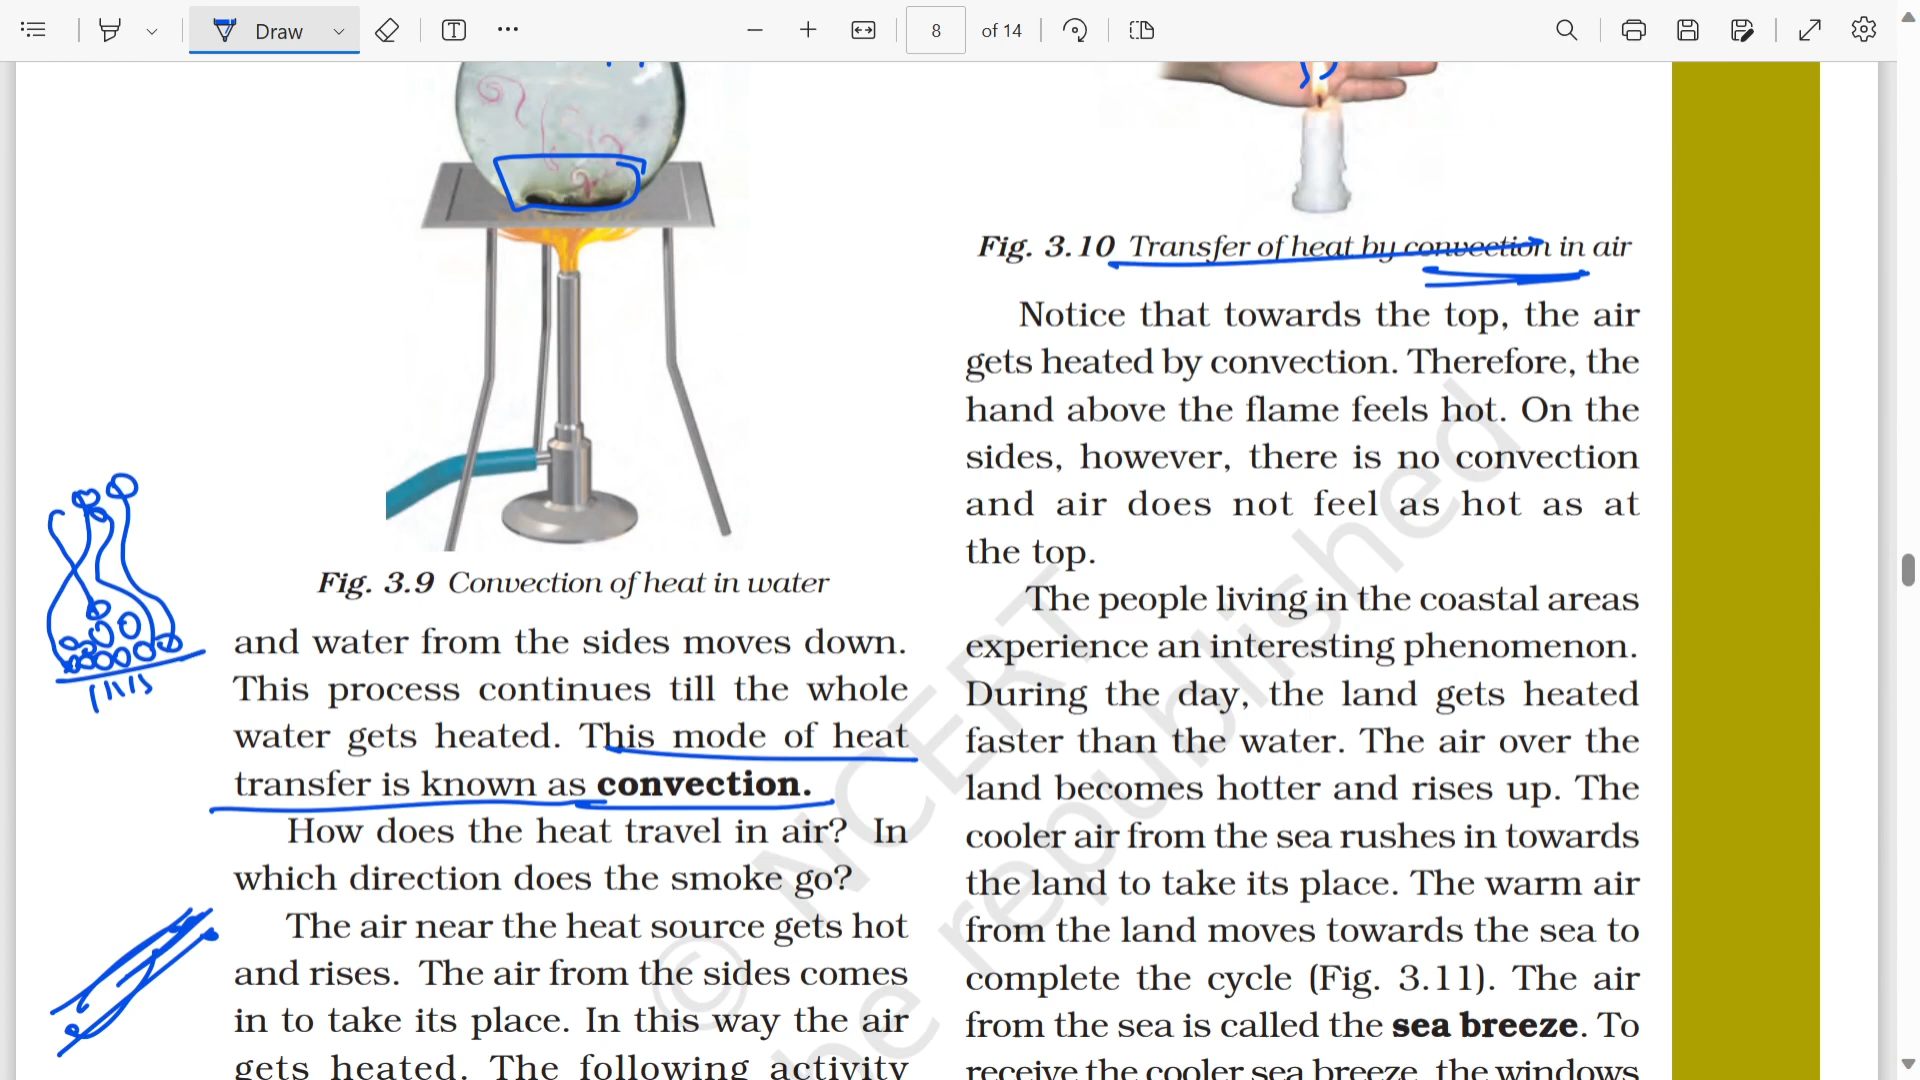 Draw
8
of 14
Fig. 3.9 Convection of heat in water
and water from the sides moves down.
This process continues till the whole
water gets heated. This mode of heat
transfer is known as convection.
How does the heat travel in air? In
which direction does the smoke go?
The air near the heat source gets hot
and rises. The air from the sides comes
in to take its place. In this way the air
gets heated. The following activity
Fig. 3.10 Transfer of heat by convection in air
Notice that towards the top, the air
gets heated by convection. Therefore, the
hand above the flame feels hot. On the
sides, however, there is no convection
and air does not feel as hot as at
the top.
The people living in the coastal areas
experience an interesting phenomenon.
During the day, the land gets heated
faster than the water. The air over the
land becomes hotter and rises up. The
cooler air from the sea rushes in towards
the land to take its place. The warm air
from the land moves towards the sea to
complete the cycle (Fig. 3.11). The air
from the sea is called the sea breeze. To
receive the cooler sea breeze, the windows
© NCERT
be republished